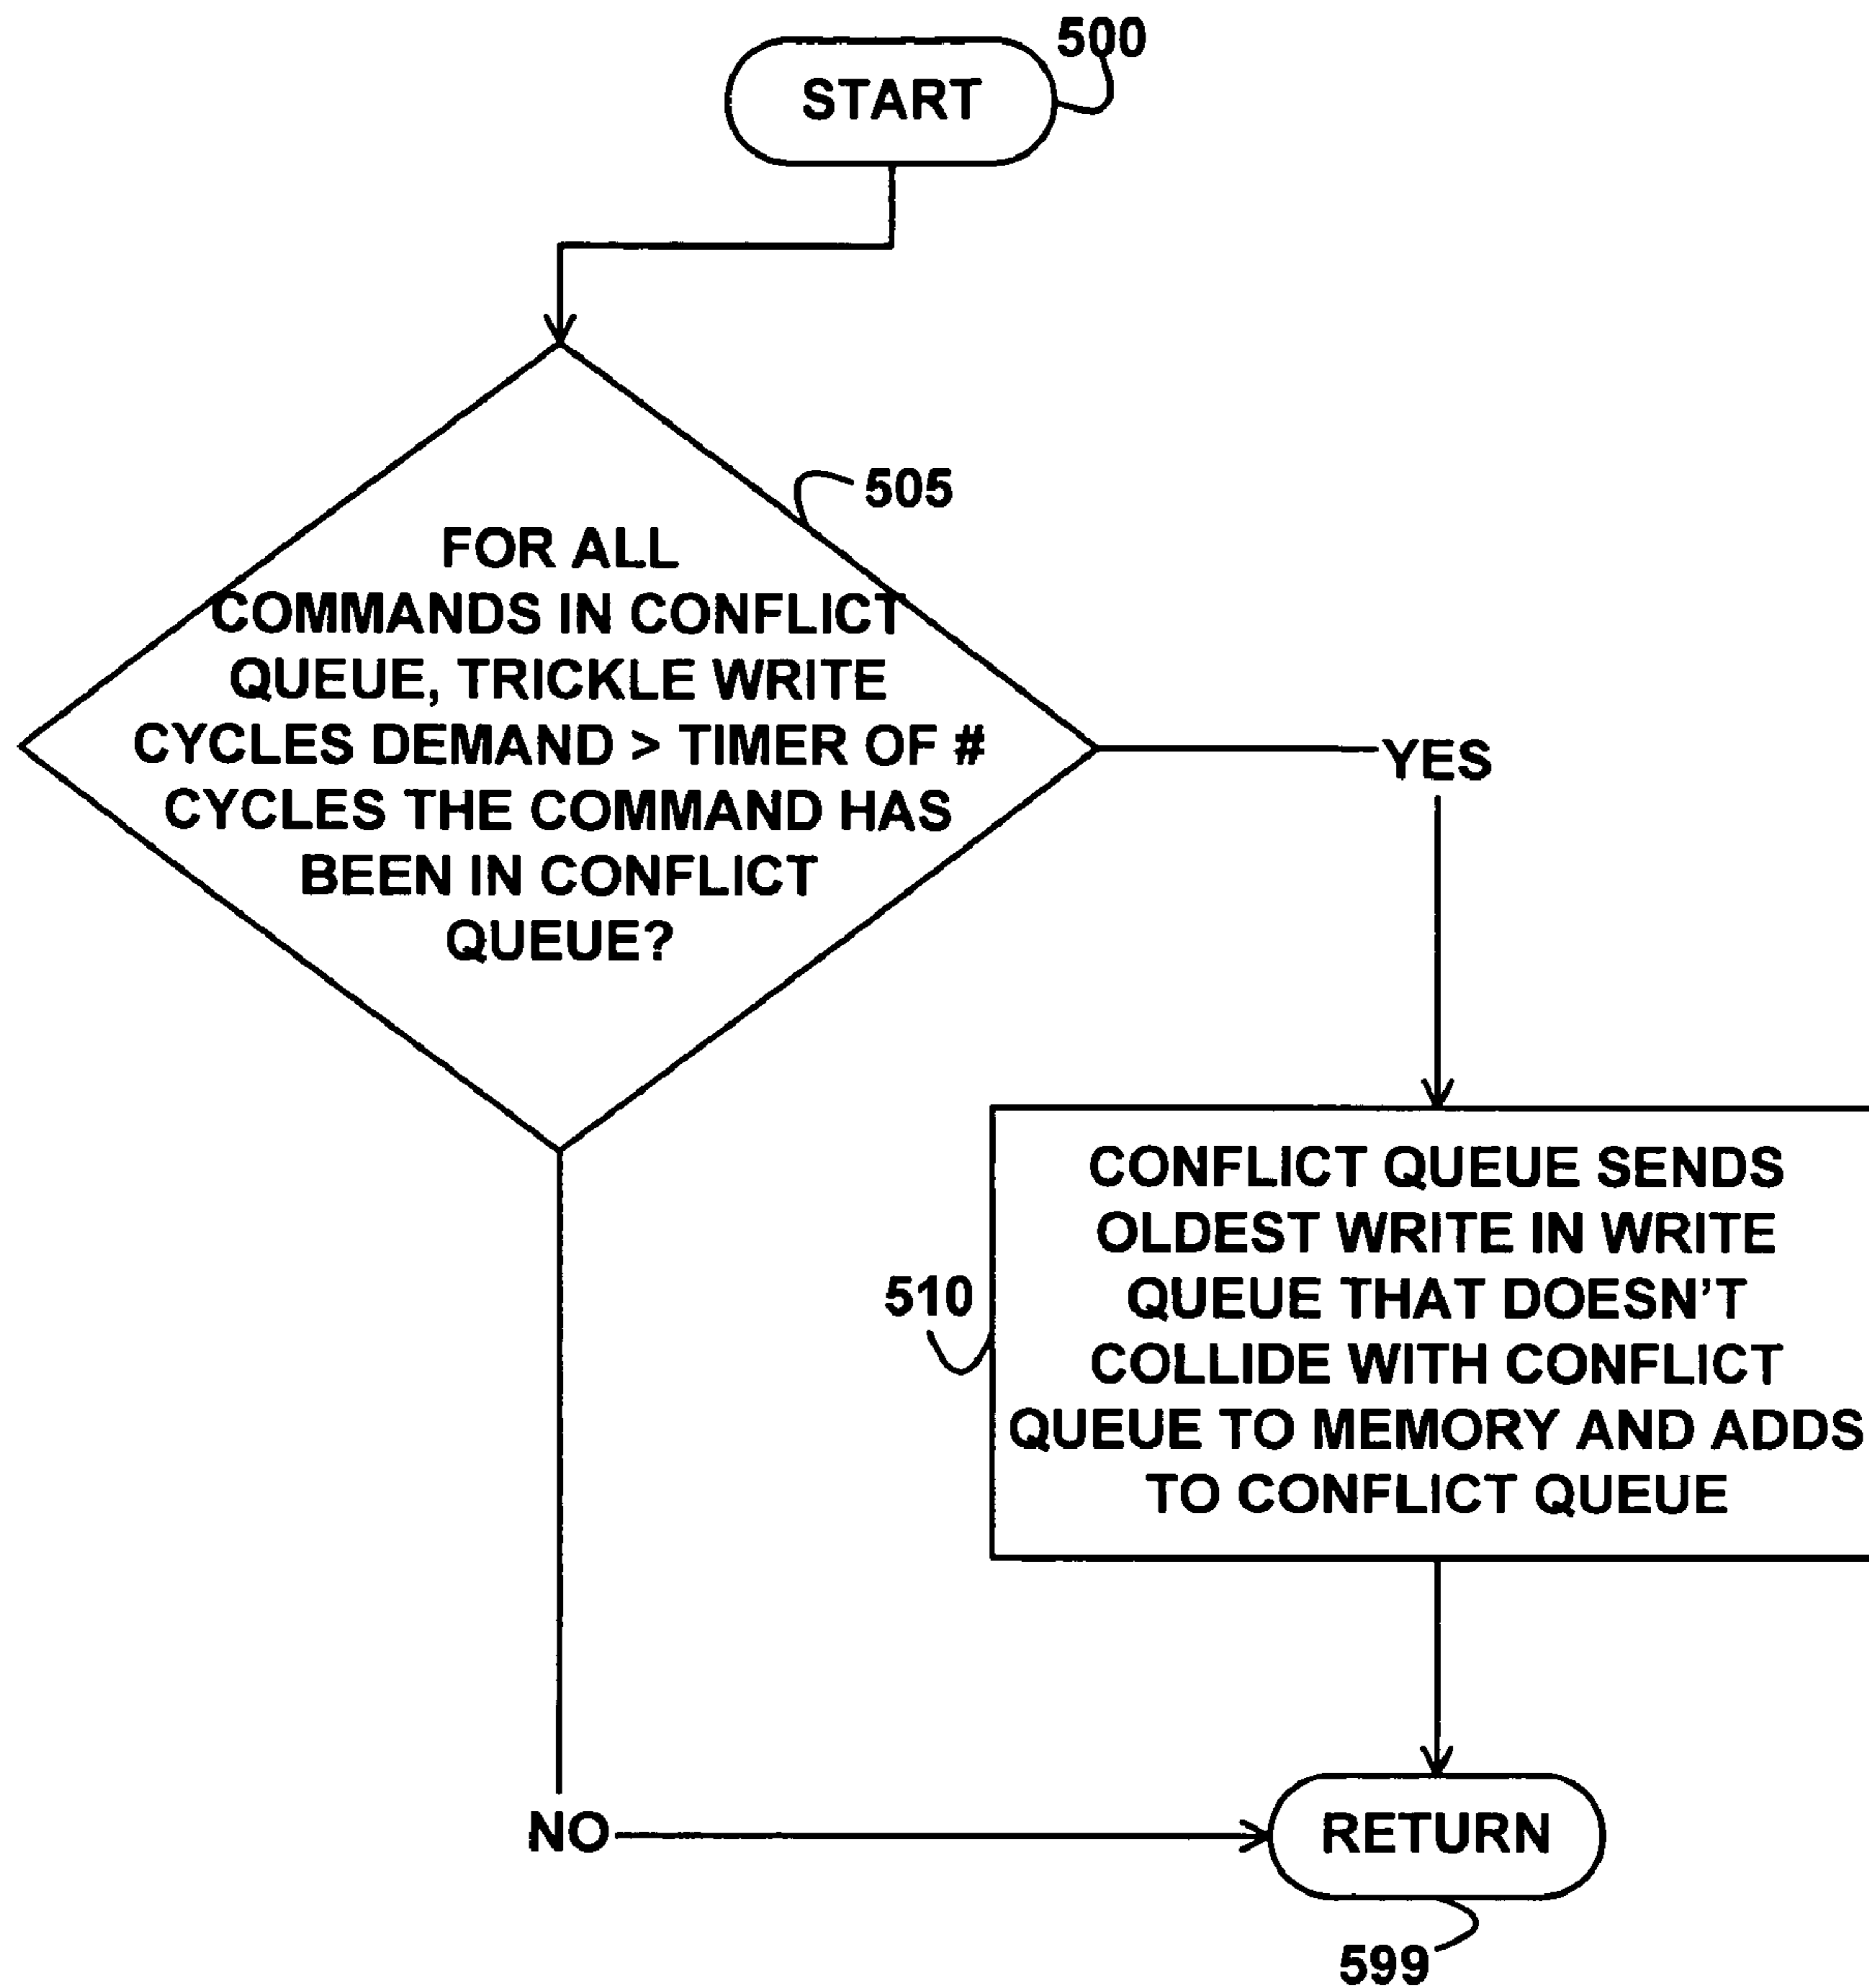 500
START
505
FOR ALL
COMMANDS IN CONFLICT
QUEUE, TRICKLE WRITE
CYCLES DEMAND > TIMER OF #
CYCLES THE COMMAND HAS
BEEN IN CONFLICT
QUEUE?
YES
510
CONFLICT QUEUE SENDS
OLDEST WRITE IN WRITE
QUEUE THAT DOESN'T
COLLIDE WITH CONFLICT
QUEUE TO MEMORY AND ADDS
TO CONFLICT QUEUE
NO
RETURN
599